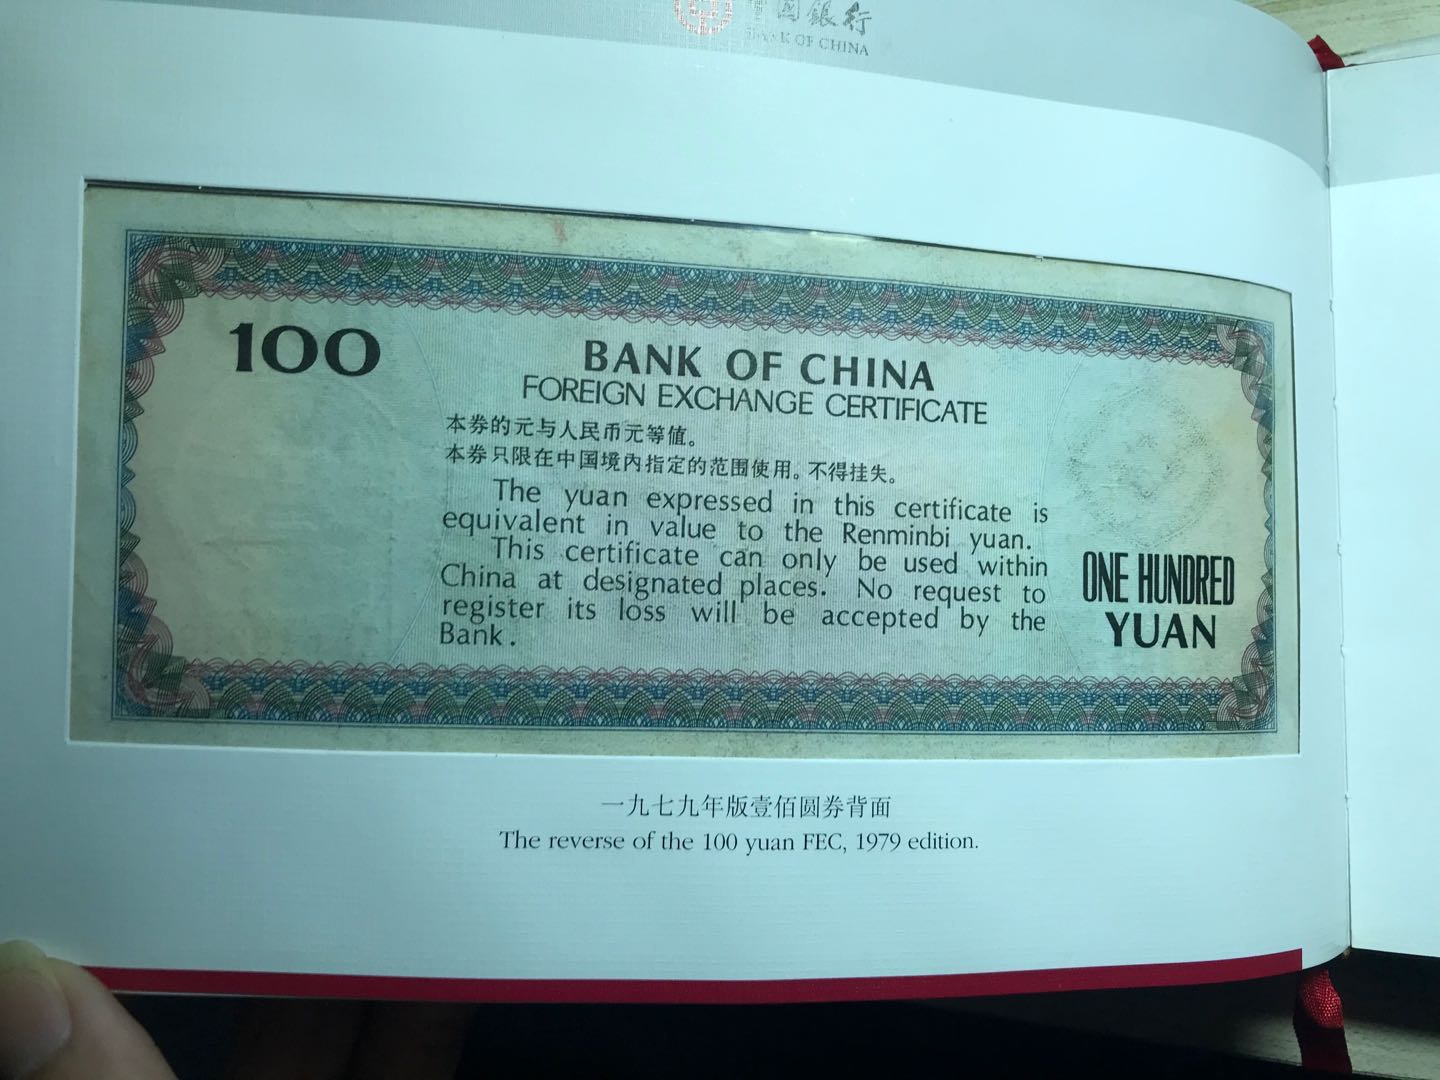 中国银行
BANK OF CHINA
100
BANK OF CHINA
FOREIGN EXCHANGE CERTIFICATE
本券的元与人民币元等值。
本券只限在中国境内指定的范围使用。不得挂失。
The yuan expressed in this certificate is
equivalent in value to the Renminbi yuan.
This certificate can only be used within
China at designated places. No request to
register its loss will be accepted by the
Bank.
ONE HUNDRED
YUAN
一九七九年版壹佰圆券背面
The reverse of the 100 yuan FEC, 1979 edition.